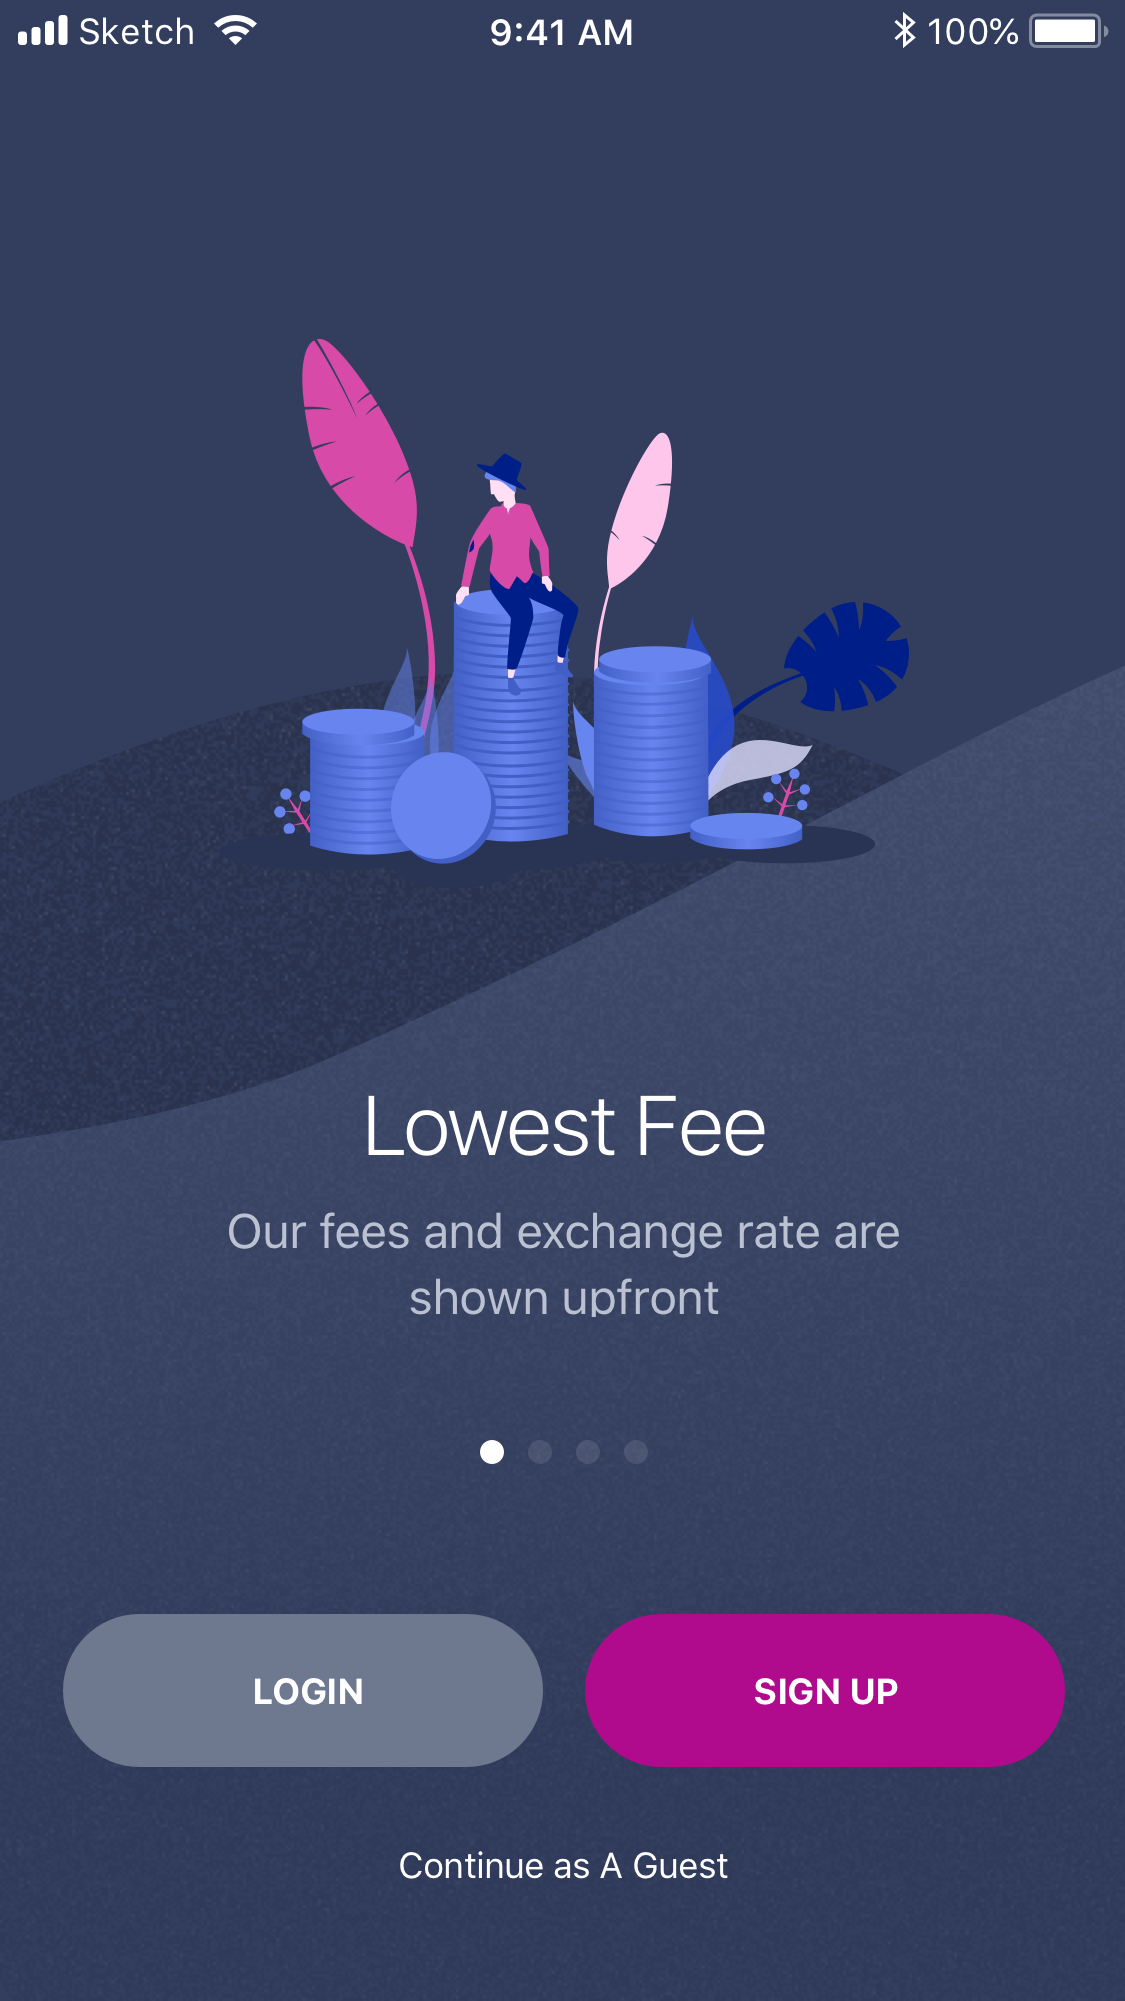 Sketch 9:41 AM 100%
Lowest Fee
Our fees and exchange rate are
shown upfront
LOGIN SIGN UP
Continue as A Guest